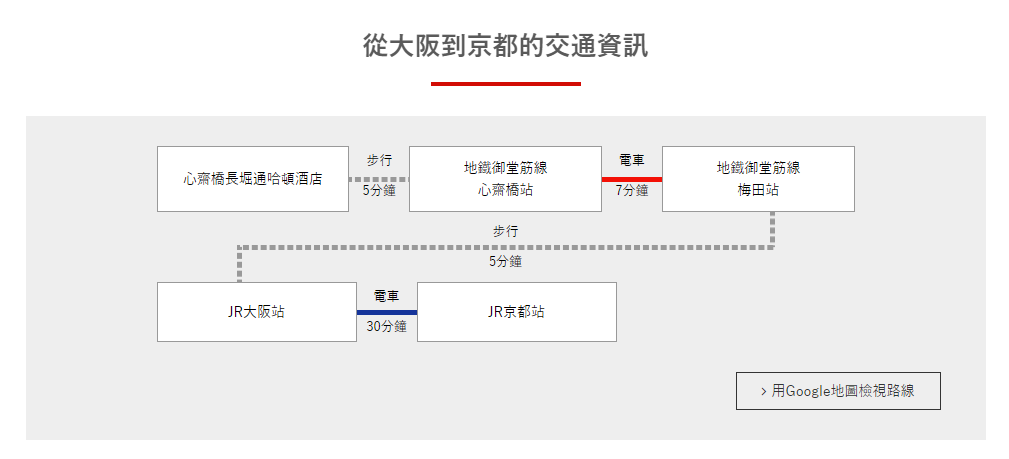 從大阪到京都的交通資訊
心齋橋長堀通哈頓酒店
步行
5分鐘
地鐵御堂筋線
心齋橋站
電車
7分鐘
地鐵御堂筋線
梅田站
步行
5分鐘
JR大阪站
電車
30分鐘
JR京都站
> 用Google地圖檢視路線